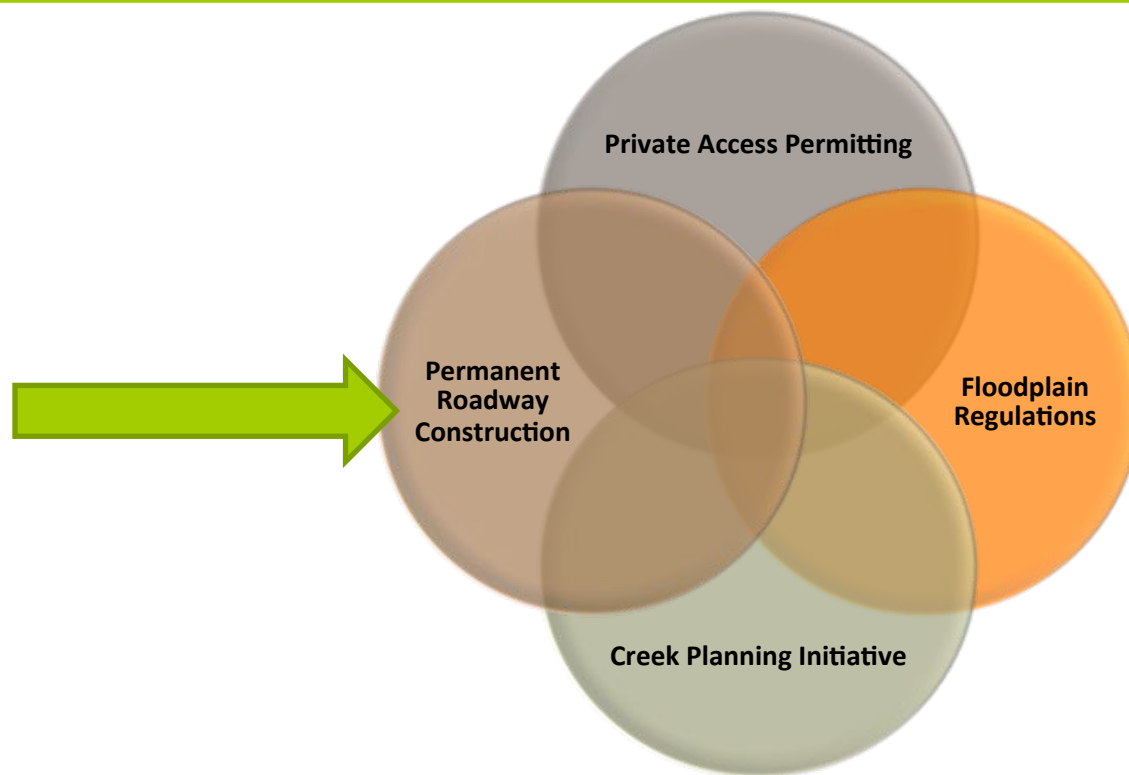 Private Access Permitting
Permanent
Roadway
Construction
Floodplain
Regulations
Creek Planning Initiative